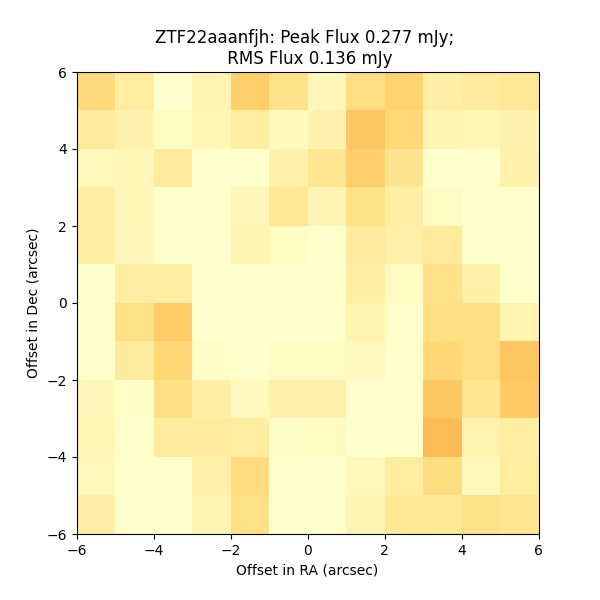 ZTF22aaanfjh: Peak Flux 0.277 mJy;
RMS Flux 0.136 mJy
6
4
2
0
−2
−4
−6
Offset in Dec (arcsec)
−6 −4 −2 0 2 4 6
Offset in RA (arcsec)